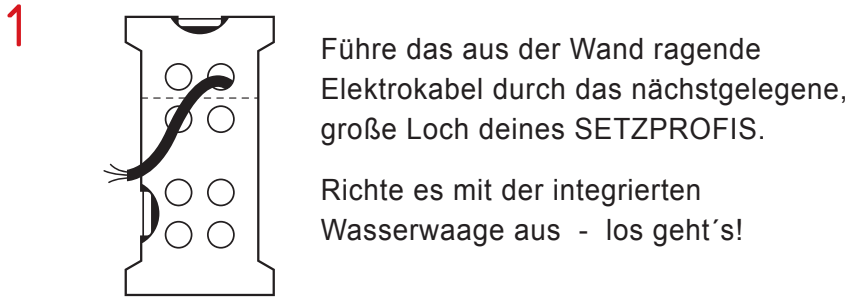 1
Führe das aus der Wand ragende
Elektrokabel durch das nächstgelegene,
große Loch deines SETZPROFIS.
Richte es mit der integrierten
Wasserwaage aus - los geht´s!